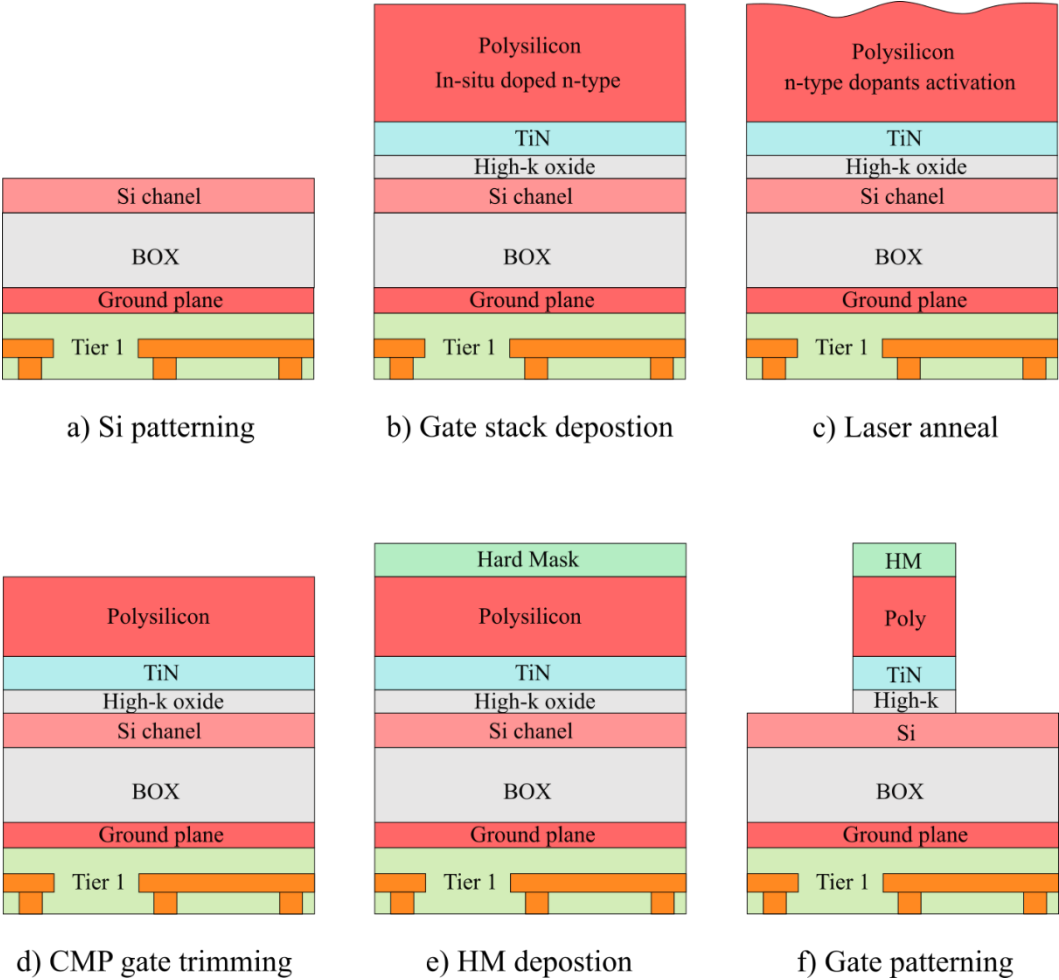 Si chanel
BOX
Ground plane
Tier 1
a) Si patterning
Polysilicon
In-situ doped n-type
TiN
High-k oxide
Si chanel
BOX
Ground plane
Tier 1
b) Gate stack depostion
Polysilicon
n-type dopants activation
TiN
High-k oxide
Si chanel
BOX
Ground plane
Tier 1
c) Laser anneal
Polysilicon
TiN
High-k oxide
Si chanel
BOX
Ground plane
Tier 1
d) CMP gate trimming
Hard Mask
Polysilicon
TiN
High-k oxide
Si chanel
BOX
Ground plane
Tier 1
e) HM depostion
HM
Poly
TiN
High-k
Si
BOX
Ground plane
Tier 1
f) Gate patterning